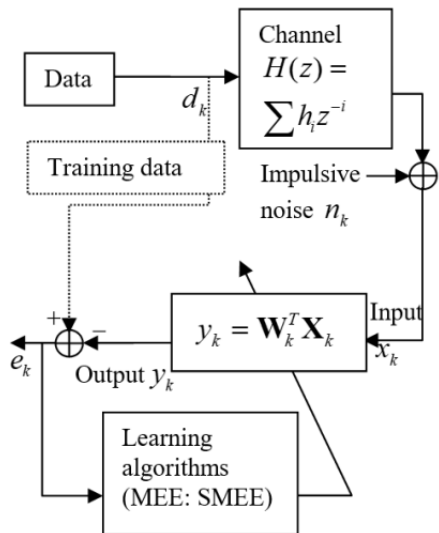 Data
d_k
Channel
H(z) =
∑ h_i z^{-i}
Training data
Impulsive
noise n_k
Input
x_k
y_k = W_k^T X_k
+
−
e_k
Output y_k
Learning
algorithms
(MEE: SMEE)